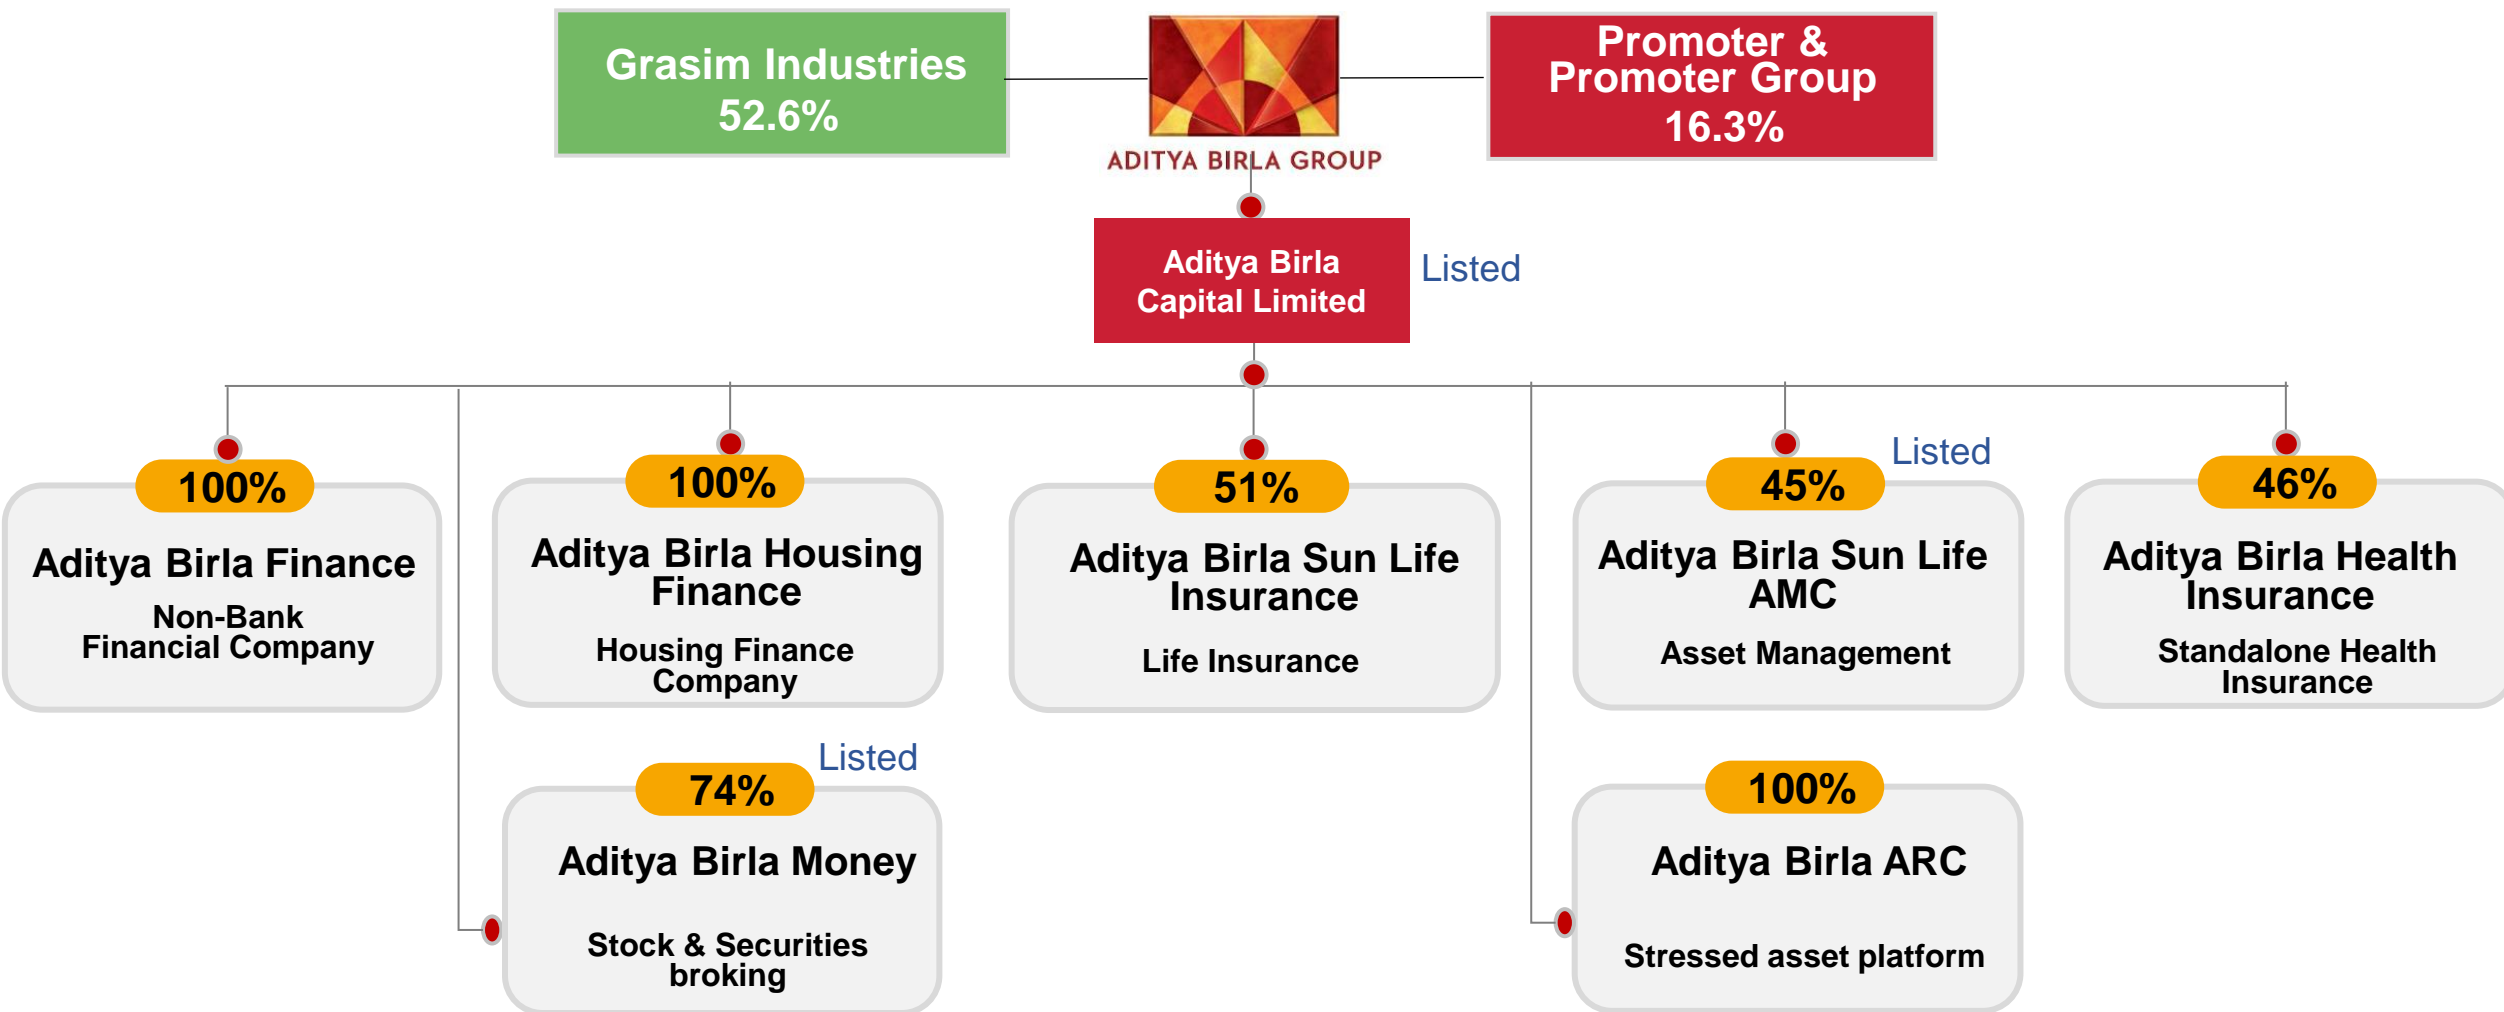 Grasim Industries
52.6%
ADITYA BIRLA GROUP
Promoter &
Promoter Group
16.3%
Aditya Birla
Capital Limited
Listed
100%
Aditya Birla Finance
Non-Bank
Financial Company
100%
Aditya Birla Housing
Finance
Housing Finance
Company
51%
Aditya Birla Sun Life
Insurance
Life Insurance
Listed
45%
Aditya Birla Sun Life
AMC
Asset Management
46%
Aditya Birla Health
Insurance
Standalone Health
Insurance
Listed
74%
Aditya Birla Money
Stock & Securities
broking
100%
Aditya Birla ARC
Stressed asset platform